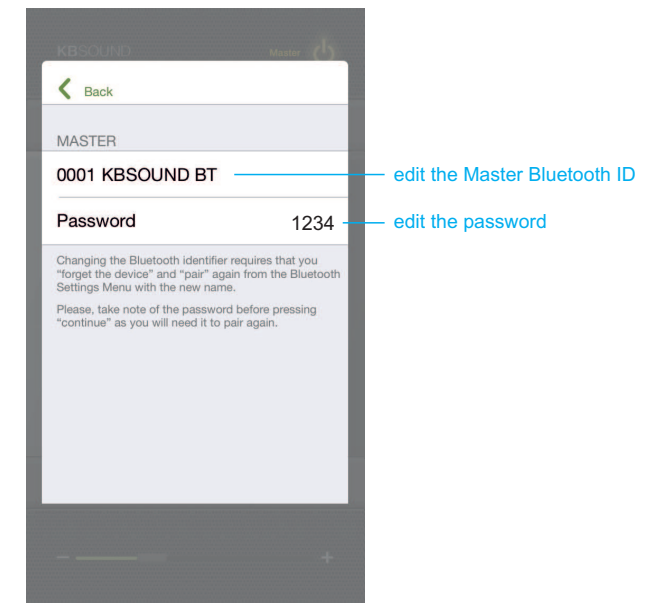 KBSOUND Master
Back
MASTER
0001 KBSOUND BT
edit the Master Bluetooth ID
Password 1234
edit the password
Changing the Bluetooth identifier requires that you
“forget the device” and “pair” again from the Bluetooth
Settings Menu with the new name.
Please, take note of the password before pressing
“continue” as you will need it to pair again.
− +